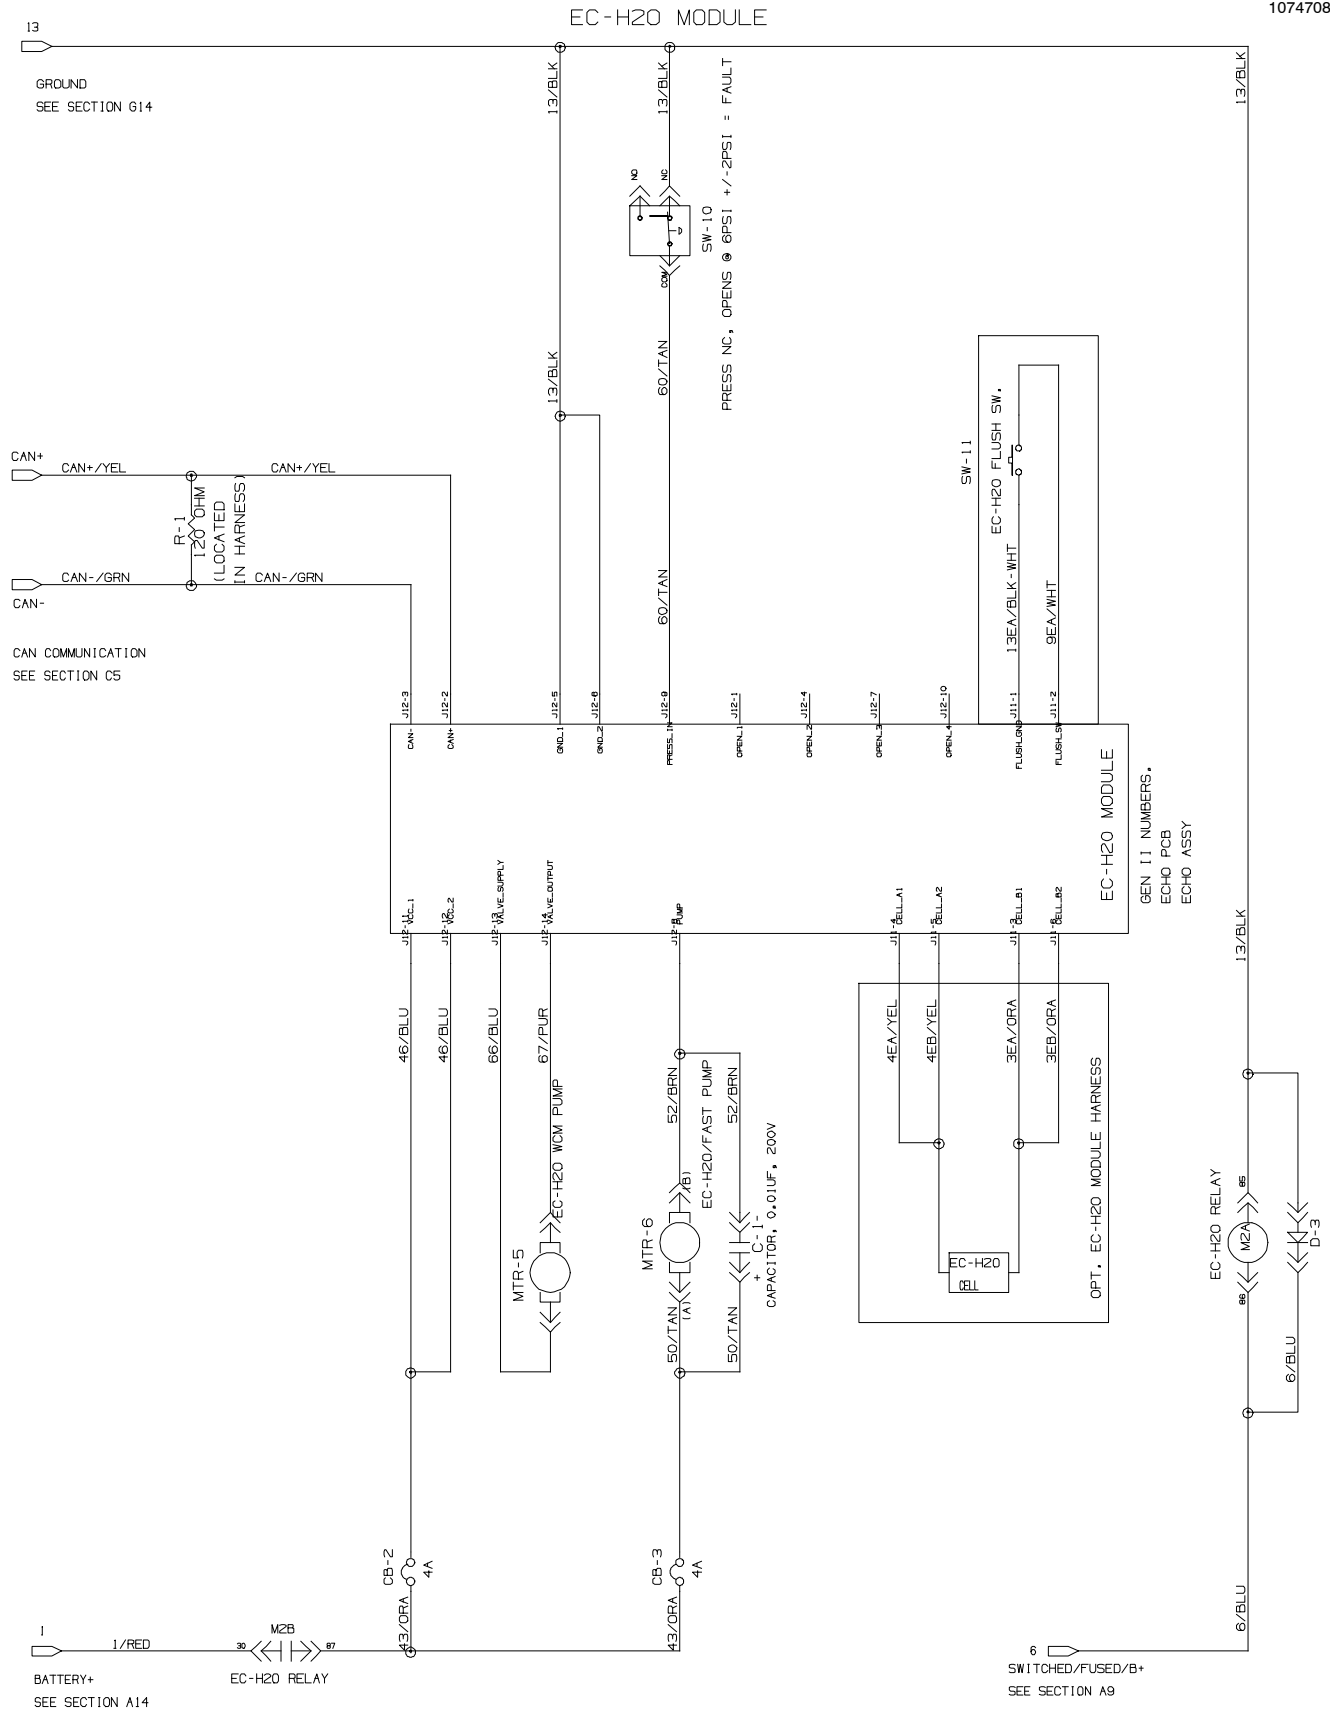 EC-H2O MODULE
1074708
13
GROUND
SEE SECTION G14
13/BLK
13/BLK
13/BLK
NO
NC
SW-10
COM
PRESS NC, OPENS @ 6PSI +/-2PSI = FAULT
13/BLK
60/TAN
60/TAN
CAN+
CAN+/YEL
CAN+/YEL
R-1
120 OHM
(LOCATED
IN HARNESS)
CAN-/GRN
CAN-/GRN
CAN-
CAN COMMUNICATION
SEE SECTION C5
SW-11
EC-H2O FLUSH SW.
13EA/BLK-WHT
9EA/WHT
J12-3
J12-2
J12-5
J12-6
J12-9
J12-1
J12-4
J12-7
J12-10
J11-1
J11-2
CAN-
CAN+
GND_1
GND_2
PRESS_IN
OPEN_1
OPEN_2
OPEN_3
OPEN_4
FLUSH_GND
FLUSH_SW
EC-H2O MODULE
GEN II NUMBERS.
ECHO PCB
ECHO ASSY
VCC_1
VCC_2
VALVE_SUPPLY
VALVE_OUTPUT
PUMP
CELL_A1
CELL_A2
CELL_B1
CELL_B2
J12-11
J12-12
J12-13
J12-14
J12-8
J11-4
J11-5
J11-3
J11-6
13/BLK
46/BLU
46/BLU
66/BLU
67/PUR
EC-H2O WCM PUMP
MTR-5
52/BRN
52/BRN
EC-H2O/FAST PUMP
(B)
MTR-6
(A)
50/TAN
50/TAN
C-1
-
+
CAPACITOR, 0.01UF, 200V
4EA/YEL
4EB/YEL
3EA/ORA
3EB/ORA
EC-H2O
CELL
OPT. EC-H2O MODULE HARNESS
EC-H2O RELAY
85
M2A
86
D-3
6/BLU
CB-2
4A
43/ORA
CB-3
4A
43/ORA
6/BLU
1
1/RED
30
M2B
87
EC-H2O RELAY
BATTERY+
SEE SECTION A14
6
SWITCHED/FUSED/B+
SEE SECTION A9